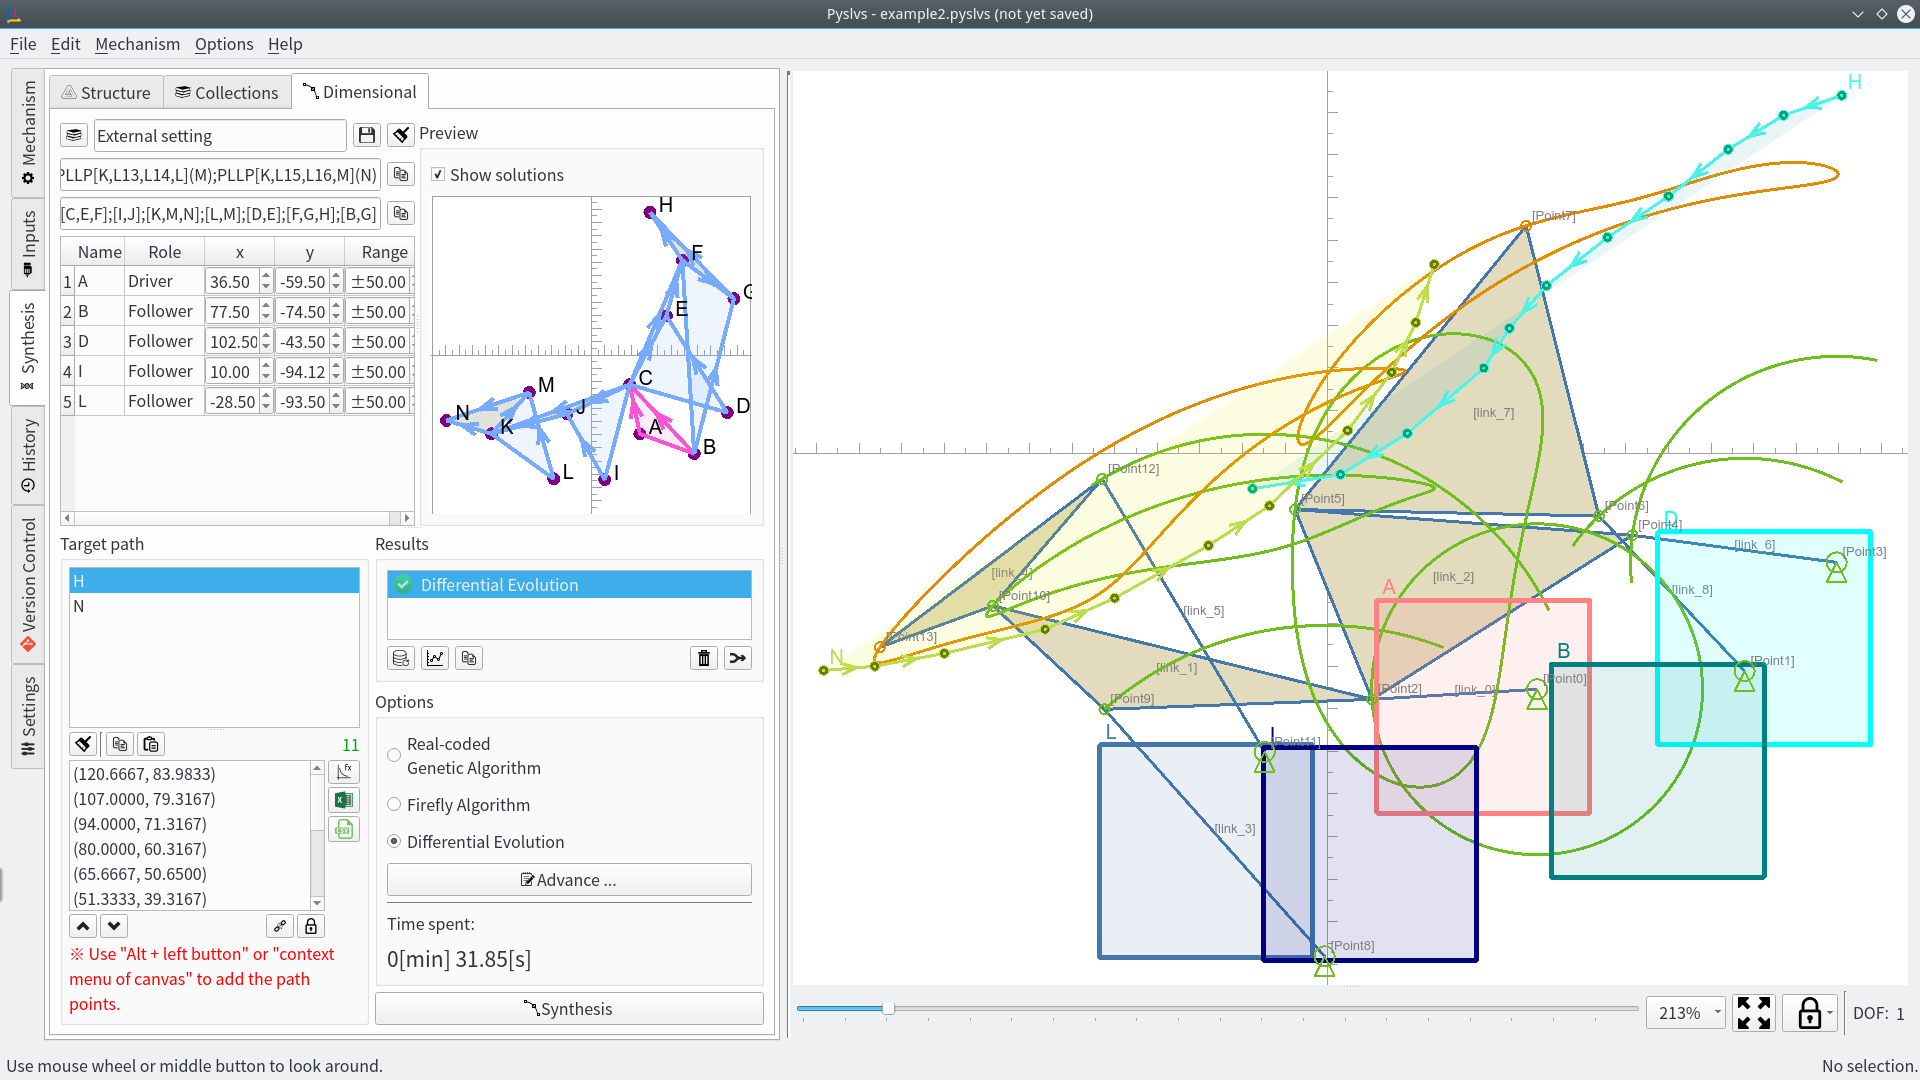 Pyslvs - example2.pyslvs (not yet saved)
File Edit Mechanism Options Help
Mechanism
Inputs
Synthesis
History
Version Control
Settings
Structure Collections Dimensional
External setting
PLLP[K,L13,L14,L](M);PLLP[K,L15,L16,M](N)
[C,E,F];[I,J];[K,M,N];[L,M];[D,E];[F,G,H];[B,G]
Name Role x y Range
1 A Driver 36.50 -59.50 ±50.00
2 B Follower 77.50 -74.50 ±50.00
3 D Follower 102.50 -43.50 ±50.00
4 I Follower 10.00 -94.12 ±50.00
5 L Follower -28.50 -93.50 ±50.00
Preview
Show solutions
H
F
G
E
C
M
J
D
N
K
A
B
L
I
Target path
H
N
11
(120.6667, 83.9833)
(107.0000, 79.3167)
(94.0000, 71.3167)
(80.0000, 60.3167)
(65.6667, 50.6500)
(51.3333, 39.3167)
※ Use "Alt + left button" or "context
menu of canvas" to add the path
points.
Results
Differential Evolution
Options
Real-coded
Genetic Algorithm
Firefly Algorithm
Differential Evolution
Advance ...
Time spent:
0[min] 31.85[s]
Synthesis
H
[Point7]
[link_7]
[Point12]
[Point5]
[Point6]
D
[Point4]
[link_6]
[Point3]
[link_4]
[link_2]
A
[link_8]
[Point10]
[link_5]
[Point13]
N
B
[link_1]
[Point1]
[Point0]
[Point2]
[link_0]
[Point9]
L
I
[Point11]
[link_3]
[Point8]
213%
DOF: 1
Use mouse wheel or middle button to look around.
No selection.